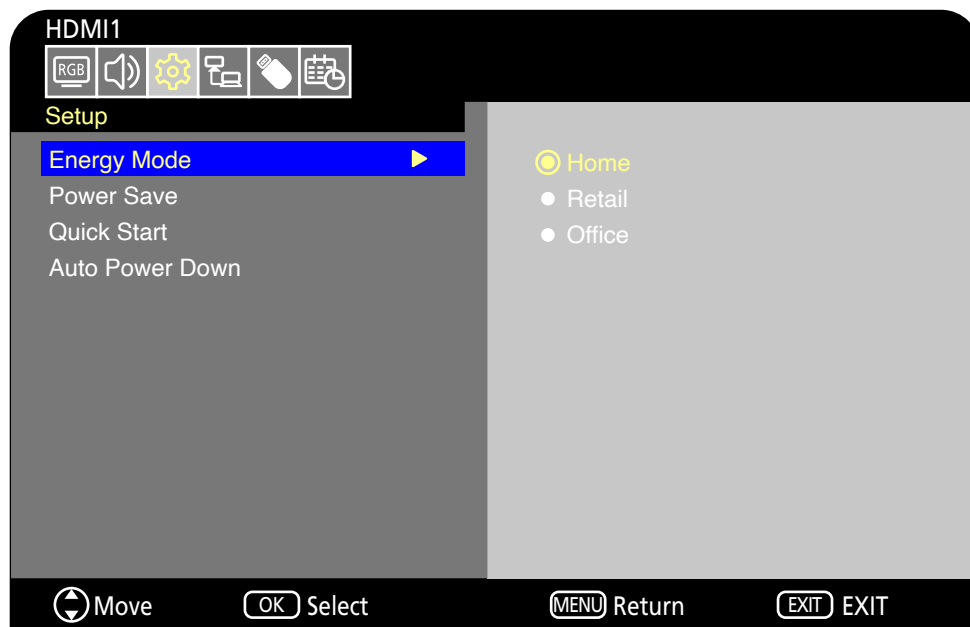 HDMI1
RGB
Setup
Energy Mode
Home
Power Save
Retail
Quick Start
Office
Auto Power Down
Move OK Select MENU Return EXIT EXIT